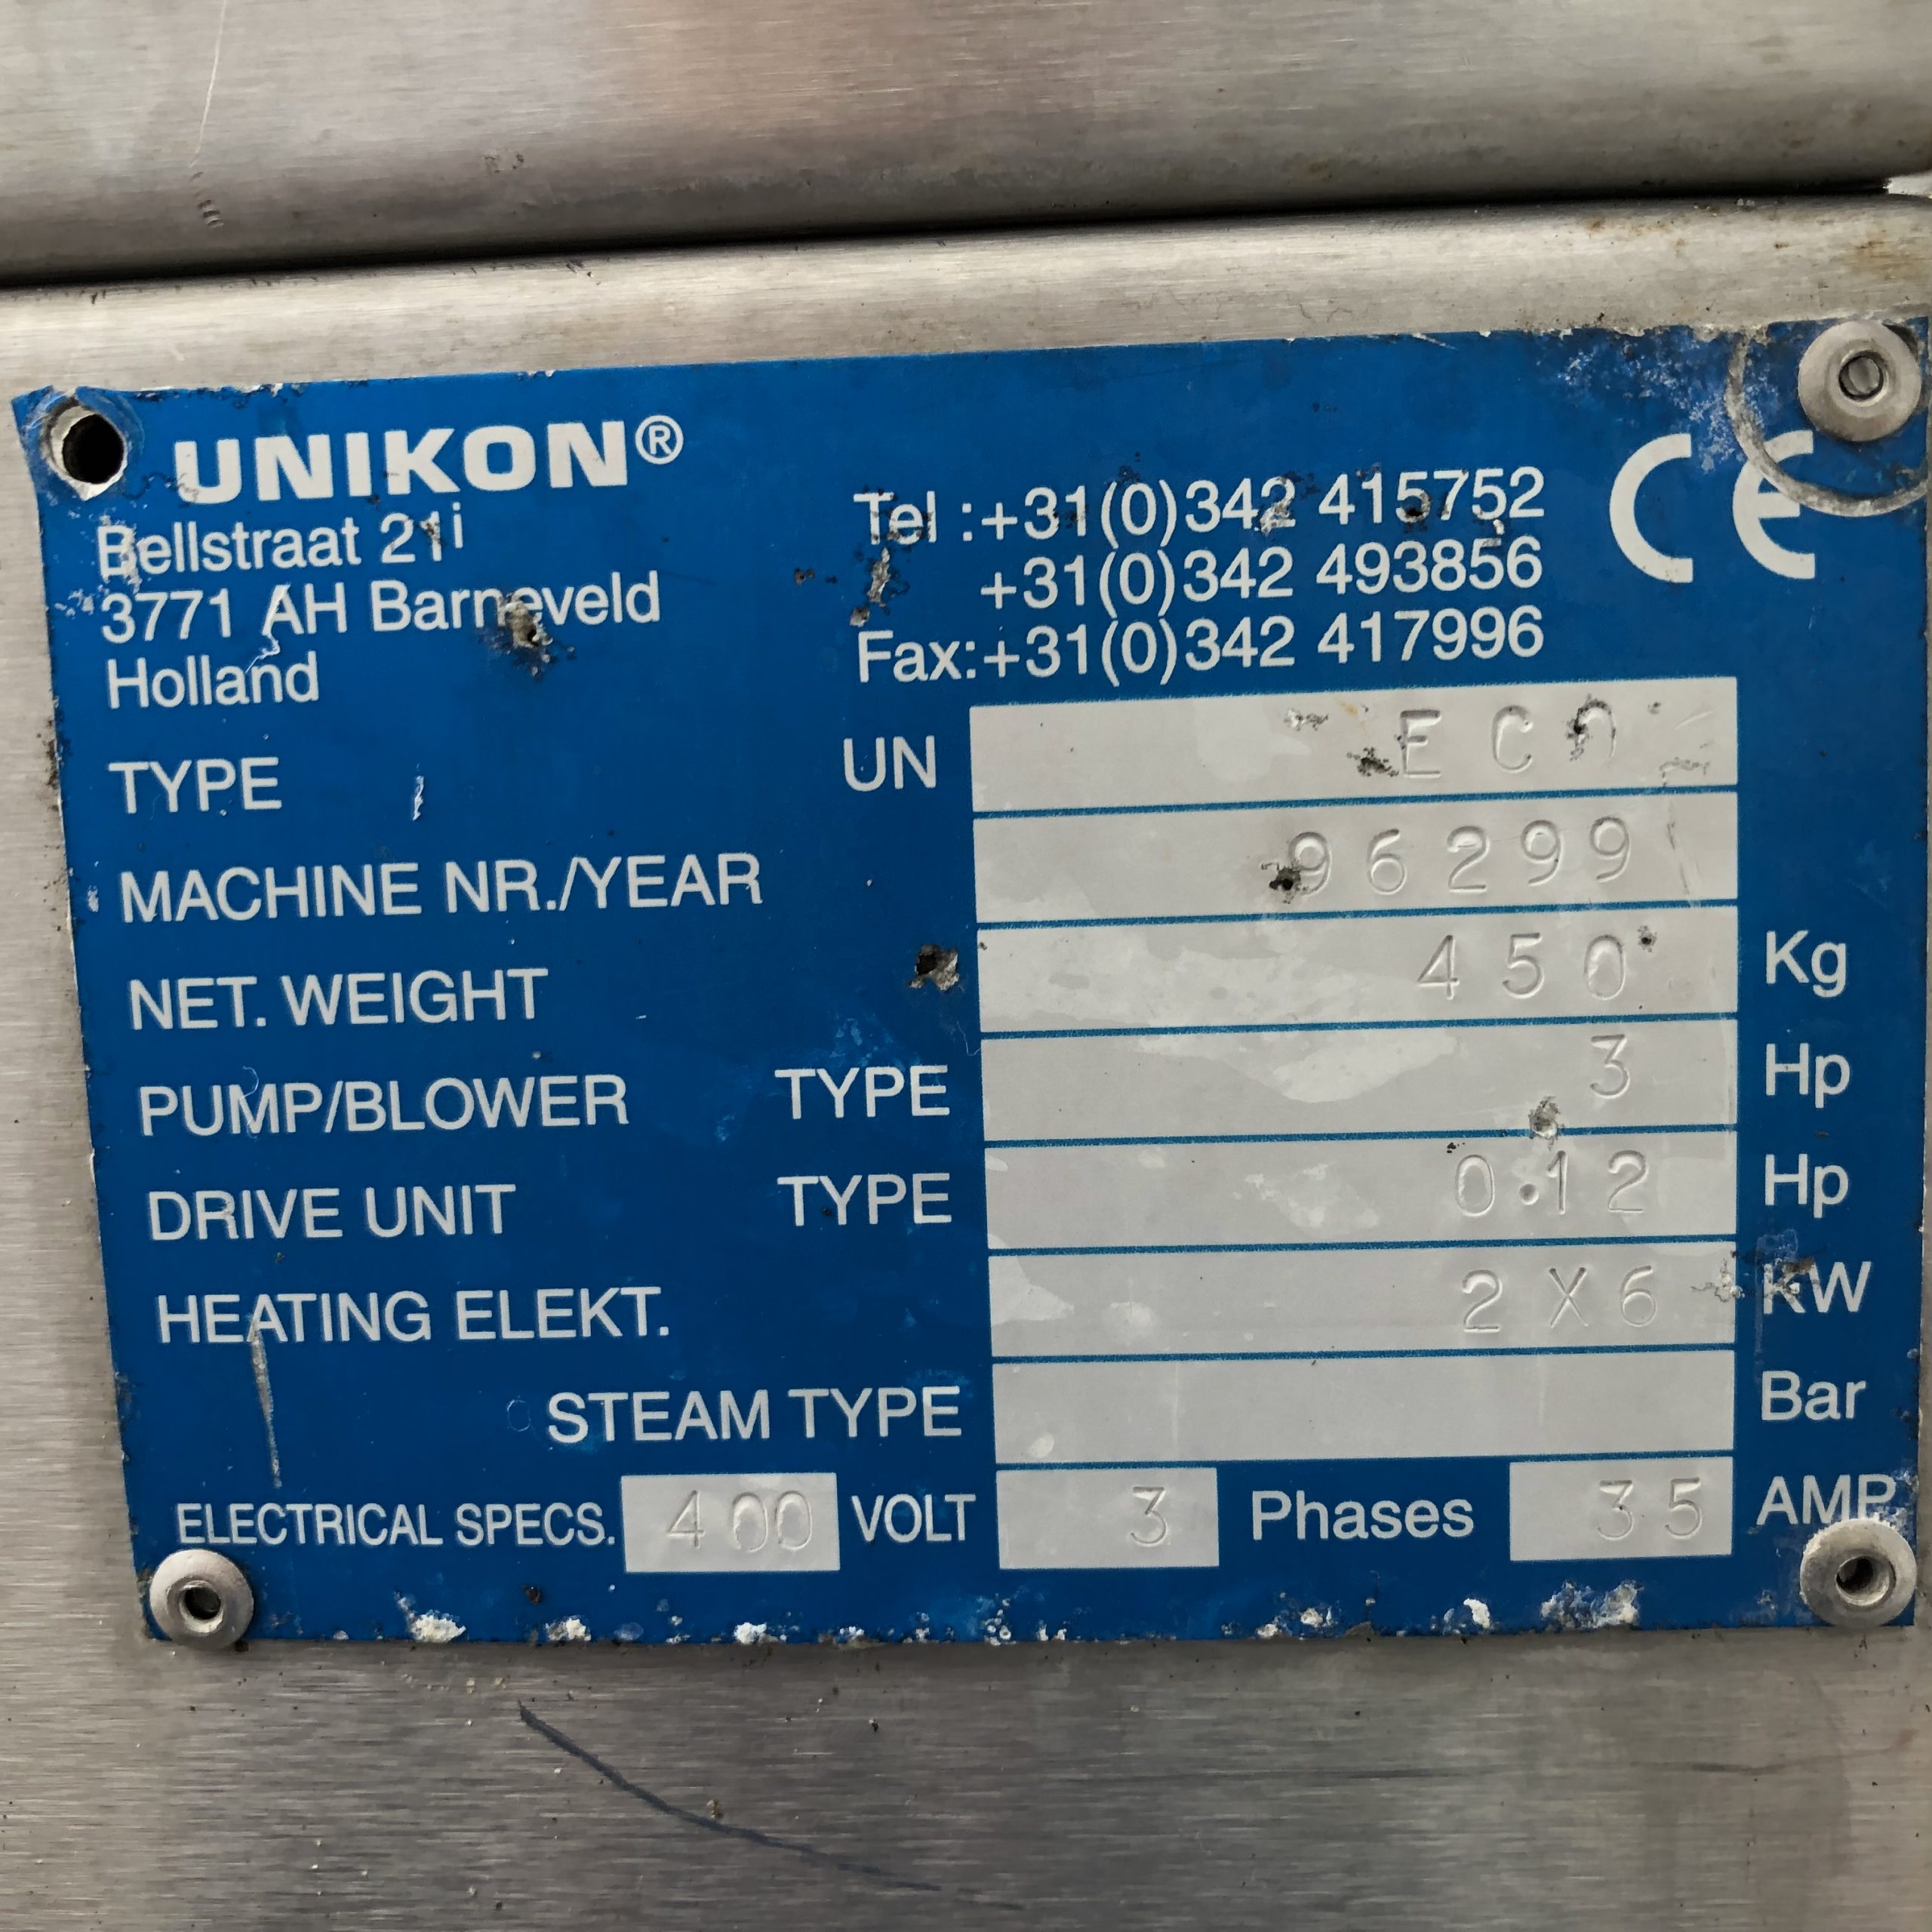 UNIKON®
Bellstraat 21i
3771 AH Barneveld
Holland
Tel :+31(0)342 415752
+31(0)342 493856
Fax:+31(0)342 417996
CE
TYPE UN ECO
MACHINE NR./YEAR 96299
NET. WEIGHT 450 Kg
PUMP/BLOWER TYPE 3 Hp
DRIVE UNIT TYPE 0.12 Hp
HEATING ELEKT. 2X6 KW
STEAM TYPE Bar
ELECTRICAL SPECS. 400 VOLT 3 Phases 35 AMP